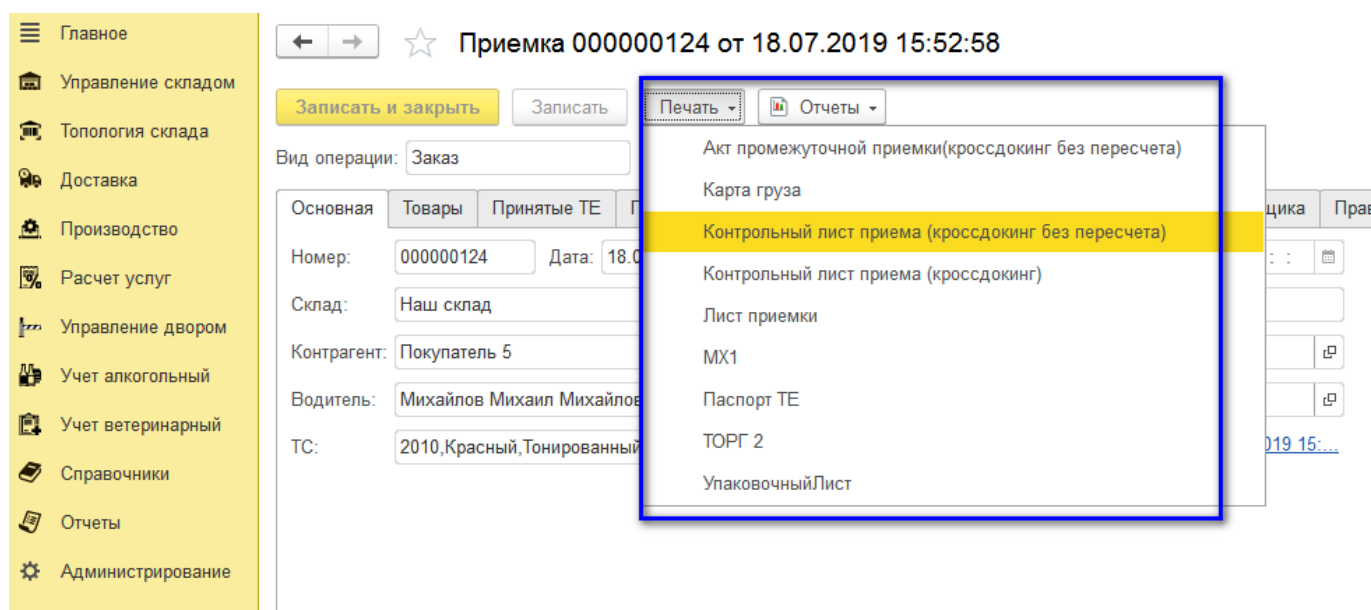 Главное
Управление складом
Топология склада
Доставка
Производство
Расчет услуг
Управление двором
Учет алкогольный
Учет ветеринарный
Справочники
Отчеты
Администрирование
Приемка 000000124 от 18.07.2019 15:52:58
Записать и закрыть Записать Печать Отчеты
Вид операции: Заказ
Основная Товары Принятые ТЕ
Номер: 000000124 Дата: 18.0 : :
Склад: Наш склад
Контрагент: Покупатель 5
Водитель: Михайлов Михаил Михайлов
ТС: 2010,Красный,Тонированный 019 15:...
Акт промежуточной приемки(кроссдокинг без пересчета)
Карта груза
Контрольный лист приема (кроссдокинг без пересчета)
Контрольный лист приема (кроссдокинг)
Лист приемки
МХ1
Паспорт ТЕ
ТОРГ 2
УпаковочныйЛист